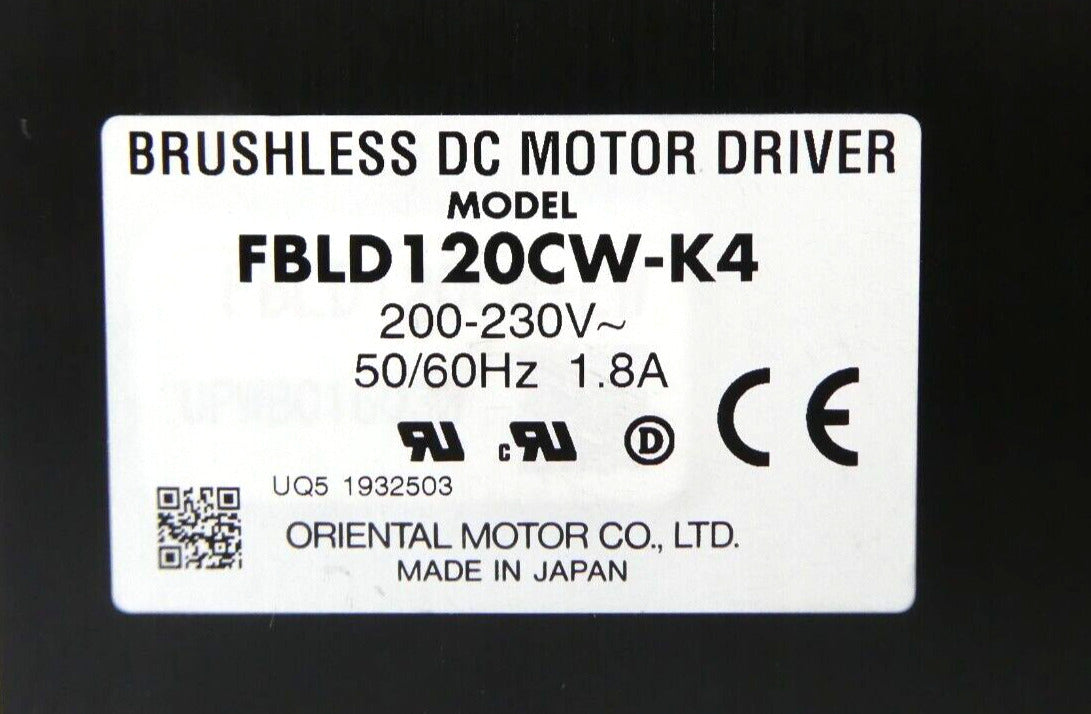 BRUSHLESS DC MOTOR DRIVER
MODEL
FBLD120CW-K4
200-230V~
50/60Hz 1.8A
c
D
CE
UQ5 1932503
ORIENTAL MOTOR CO., LTD.
MADE IN JAPAN